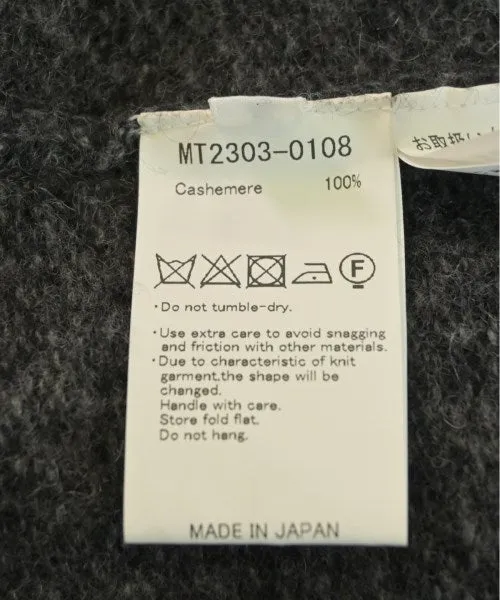 MT2303-0108
Cashemere 100%
F
・Do not tumble-dry.
・Use extra care to avoid snagging
and friction with other materials.
・Due to characteristic of knit
garment,the shape will be
changed.
Handle with care.
Store fold flat.
Do not hang.
MADE IN JAPAN
お取扱い